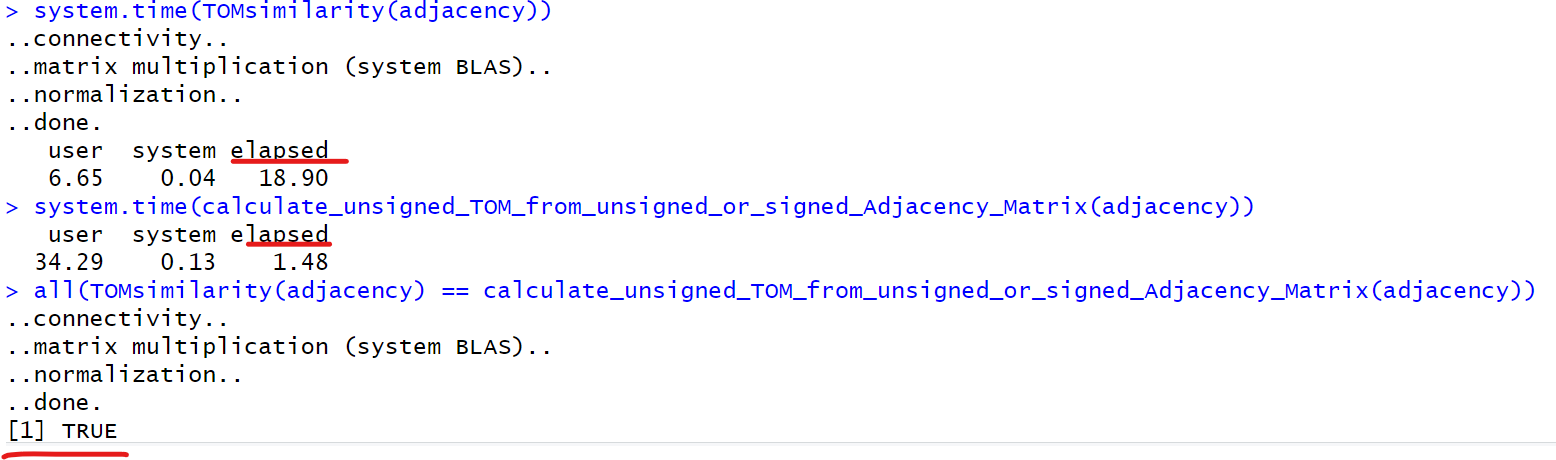 > system.time(TOMsimilarity(adjacency))
..connectivity..
..matrix multiplication (system BLAS)..
..normalization..
..done.
   user  system elapsed
   6.65    0.04   18.90
> system.time(calculate_unsigned_TOM_from_unsigned_or_signed_Adjacency_Matrix(adjacency))
   user  system elapsed
  34.29    0.13    1.48
> all(TOMsimilarity(adjacency) == calculate_unsigned_TOM_from_unsigned_or_signed_Adjacency_Matrix(adjacency))
..connectivity..
..matrix multiplication (system BLAS)..
..normalization..
..done.
[1] TRUE